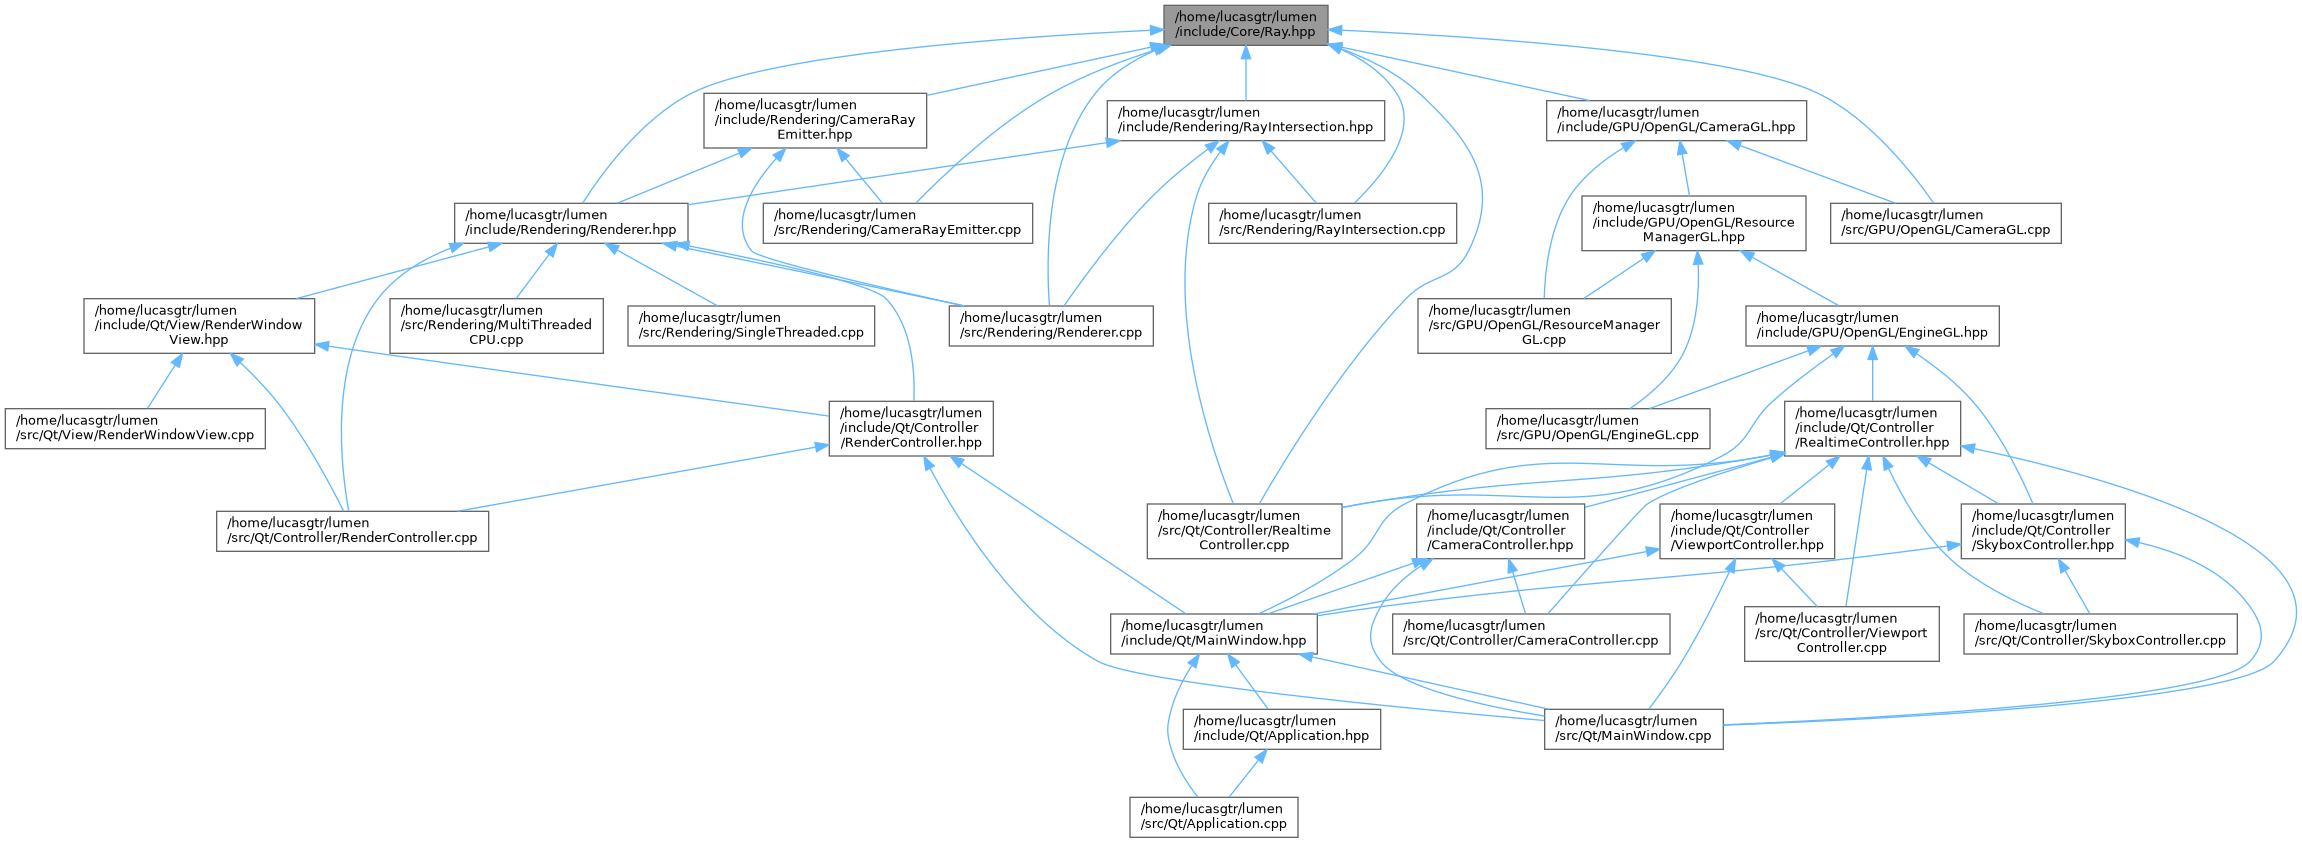 /home/lucasgtr/lumen
/include/Core/Ray.hpp
/home/lucasgtr/lumen
/include/Rendering/CameraRay
Emitter.hpp
/home/lucasgtr/lumen
/include/Rendering/RayIntersection.hpp
/home/lucasgtr/lumen
/include/GPU/OpenGL/CameraGL.hpp
/home/lucasgtr/lumen
/include/Rendering/Renderer.hpp
/home/lucasgtr/lumen
/src/Rendering/CameraRayEmitter.cpp
/home/lucasgtr/lumen
/src/Rendering/RayIntersection.cpp
/home/lucasgtr/lumen
/include/GPU/OpenGL/Resource
ManagerGL.hpp
/home/lucasgtr/lumen
/src/GPU/OpenGL/CameraGL.cpp
/home/lucasgtr/lumen
/include/Qt/View/RenderWindow
View.hpp
/home/lucasgtr/lumen
/src/Rendering/MultiThreaded
CPU.cpp
/home/lucasgtr/lumen
/src/Rendering/SingleThreaded.cpp
/home/lucasgtr/lumen
/src/Rendering/Renderer.cpp
/home/lucasgtr/lumen
/src/GPU/OpenGL/ResourceManager
GL.cpp
/home/lucasgtr/lumen
/include/GPU/OpenGL/EngineGL.hpp
/home/lucasgtr/lumen
/src/Qt/View/RenderWindowView.cpp
/home/lucasgtr/lumen
/include/Qt/Controller
/RenderController.hpp
/home/lucasgtr/lumen
/src/GPU/OpenGL/EngineGL.cpp
/home/lucasgtr/lumen
/include/Qt/Controller
/RealtimeController.hpp
/home/lucasgtr/lumen
/src/Qt/Controller/RenderController.cpp
/home/lucasgtr/lumen
/src/Qt/Controller/Realtime
Controller.cpp
/home/lucasgtr/lumen
/include/Qt/Controller
/CameraController.hpp
/home/lucasgtr/lumen
/include/Qt/Controller
/ViewportController.hpp
/home/lucasgtr/lumen
/include/Qt/Controller
/SkyboxController.hpp
/home/lucasgtr/lumen
/include/Qt/MainWindow.hpp
/home/lucasgtr/lumen
/src/Qt/Controller/CameraController.cpp
/home/lucasgtr/lumen
/src/Qt/Controller/Viewport
Controller.cpp
/home/lucasgtr/lumen
/src/Qt/Controller/SkyboxController.cpp
/home/lucasgtr/lumen
/include/Qt/Application.hpp
/home/lucasgtr/lumen
/src/Qt/MainWindow.cpp
/home/lucasgtr/lumen
/src/Qt/Application.cpp